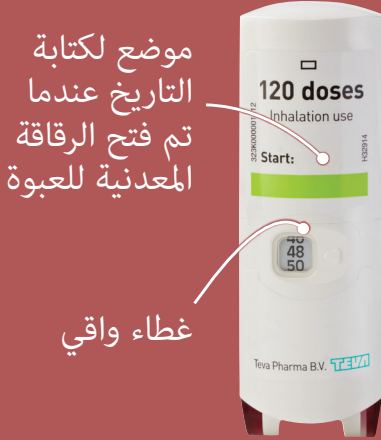 موضع لكتابة
التاريخ عندما
تم فتح الرقاقة
المعدنية للعبوة
غطاء واقي
120 doses
Inhalation use
Start:
H32914
48
50
Teva Pharma B.V. TEVA